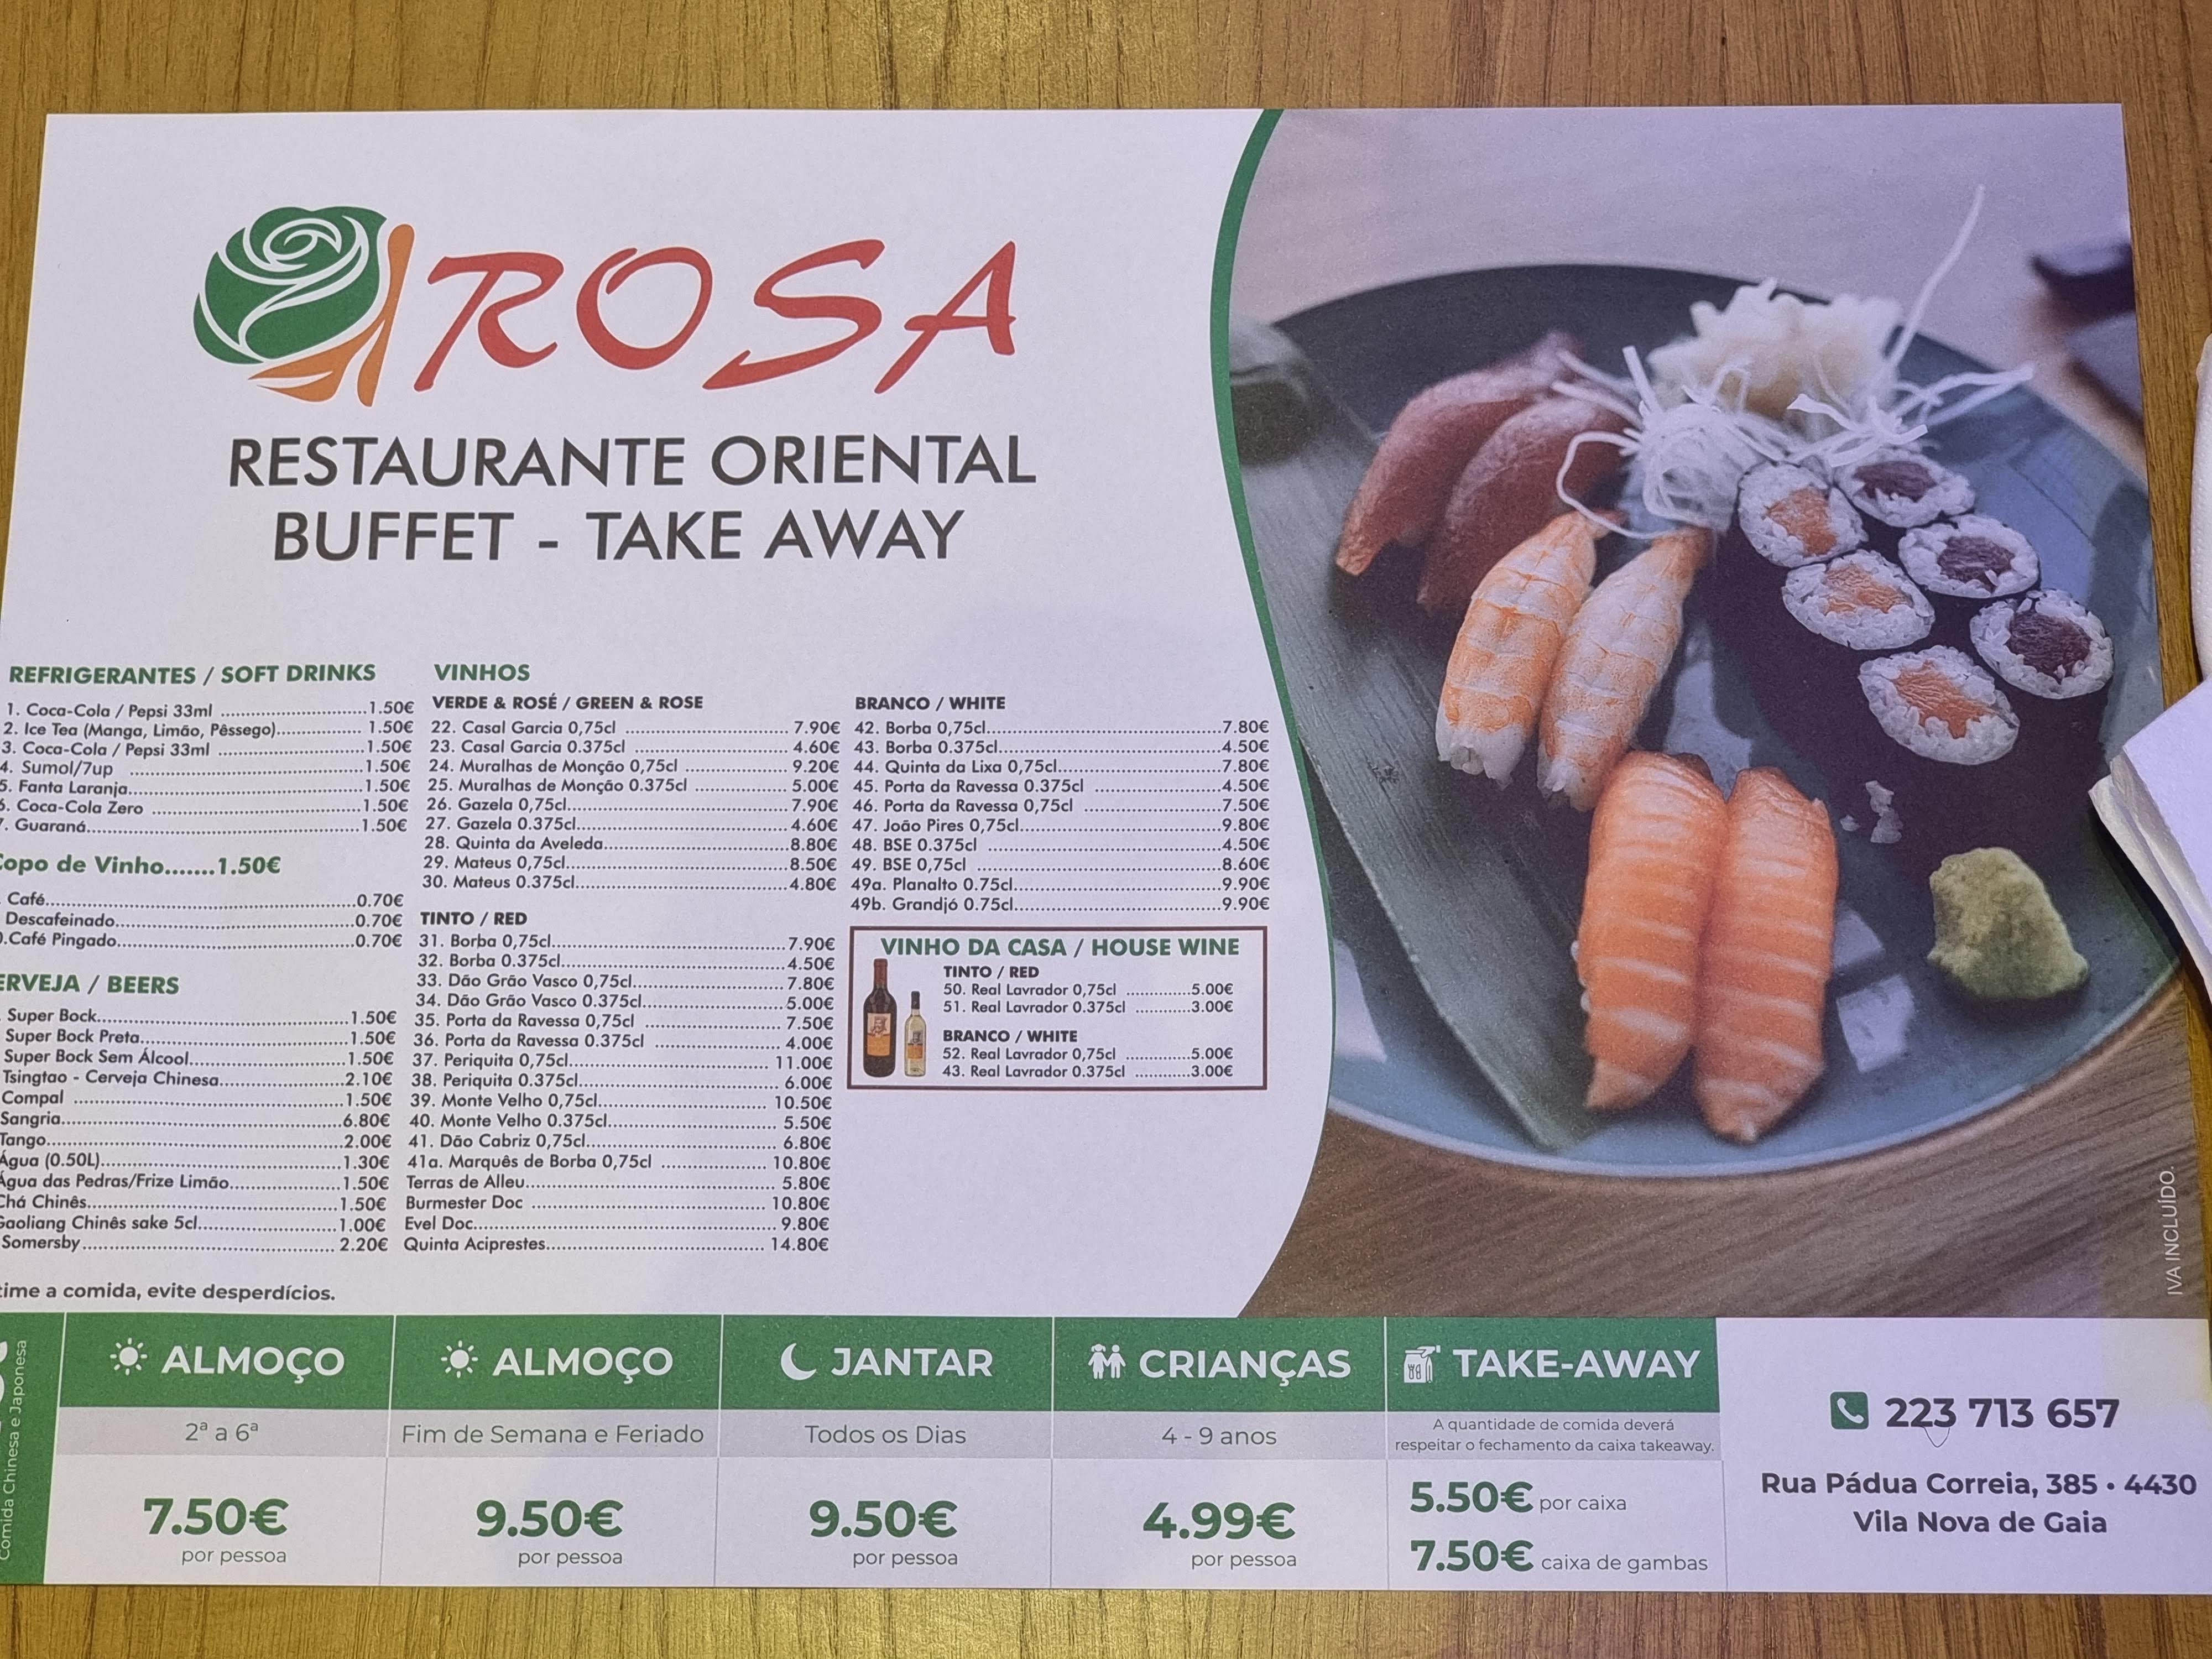 ROSA
RESTAURANTE ORIENTAL
BUFFET - TAKE AWAY
REFRIGERANTES / SOFT DRINKS
1. Coca-Cola / Pepsi 33ml ..................1.50€
2. Ice Tea (Manga, Limão, Pêssego)..................1.50€
3. Coca-Cola / Pepsi 33ml ..................1.50€
4. Sumol/7up ..................1.50€
5. Fanta Laranja..................1.50€
6. Coca-Cola Zero ..................1.50€
7. Guaraná..................1.50€
opo de Vinho.......1.50€
Café..................0.70€
Descafeinado..................0.70€
.Café Pingado..................0.70€
ERVEJA / BEERS
Super Bock..................1.50€
Super Bock Preta..................1.50€
Super Bock Sem Álcool..................1.50€
Tsingtao - Cerveja Chinesa..................2.10€
Compal ..................1.50€
Sangria..................6.80€
Tango..................2.00€
Água (0.50L)..................1.30€
Água das Pedras/Frize Limão..................1.50€
Chá Chinês..................1.50€
Gaoliang Chinês sake 5cl..................1.00€
Somersby..................2.20€
time a comida, evite desperdícios.
VINHOS
VERDE & ROSÉ / GREEN & ROSE
22. Casal Garcia 0,75cl ..................7.90€
23. Casal Garcia 0.375cl ..................4.60€
24. Muralhas de Monção 0,75cl ..................9.20€
25. Muralhas de Monção 0.375cl ..................5.00€
26. Gazela 0,75cl..................7.90€
27. Gazela 0.375cl..................4.60€
28. Quinta da Aveleda..................8.80€
29. Mateus 0,75cl..................8.50€
30. Mateus 0.375cl..................4.80€
TINTO / RED
31. Borba 0,75cl..................7.90€
32. Borba 0.375cl..................4.50€
33. Dão Grão Vasco 0,75cl..................7.80€
34. Dão Grão Vasco 0.375cl..................5.00€
35. Porta da Ravessa 0,75cl ..................7.50€
36. Porta da Ravessa 0.375cl ..................4.00€
37. Periquita 0,75cl..................11.00€
38. Periquita 0.375cl..................6.00€
39. Monte Velho 0,75cl..................10.50€
40. Monte Velho 0.375cl..................5.50€
41. Dão Cabriz 0,75cl..................6.80€
41a. Marquês de Borba 0,75cl ..................10.80€
Terras de Alleu..................5.80€
Burmester Doc ..................10.80€
Evel Doc..................9.80€
Quinta Aciprestes..................14.80€
BRANCO / WHITE
42. Borba 0,75cl..................7.80€
43. Borba 0.375cl..................4.50€
44. Quinta da Lixa 0,75cl..................7.80€
45. Porta da Ravessa 0.375cl ..................4.50€
46. Porta da Ravessa 0,75cl ..................7.50€
47. João Pires 0,75cl..................9.80€
48. BSE 0.375cl ..................4.50€
49. BSE 0,75cl ..................8.60€
49a. Planalto 0.75cl..................9.90€
49b. Grandjó 0.75cl..................9.90€
VINHO DA CASA / HOUSE WINE
TINTO / RED
50. Real Lavrador 0,75cl ............5.00€
51. Real Lavrador 0.375cl ...........3.00€
BRANCO / WHITE
52. Real Lavrador 0,75cl ............5.00€
43. Real Lavrador 0.375cl ...........3.00€
IVA INCLUÍDO.
Comida Chinesa e Japonesa
ALMOÇO
2ª a 6ª
7.50€
por pessoa
ALMOÇO
Fim de Semana e Feriado
9.50€
por pessoa
JANTAR
Todos os Dias
9.50€
por pessoa
CRIANÇAS
4 - 9 anos
4.99€
por pessoa
TAKE-AWAY
A quantidade de comida deverá
respeitar o fechamento da caixa takeaway.
5.50€ por caixa
7.50€ caixa de gambas
223 713 657
Rua Pádua Correia, 385 • 4430
Vila Nova de Gaia